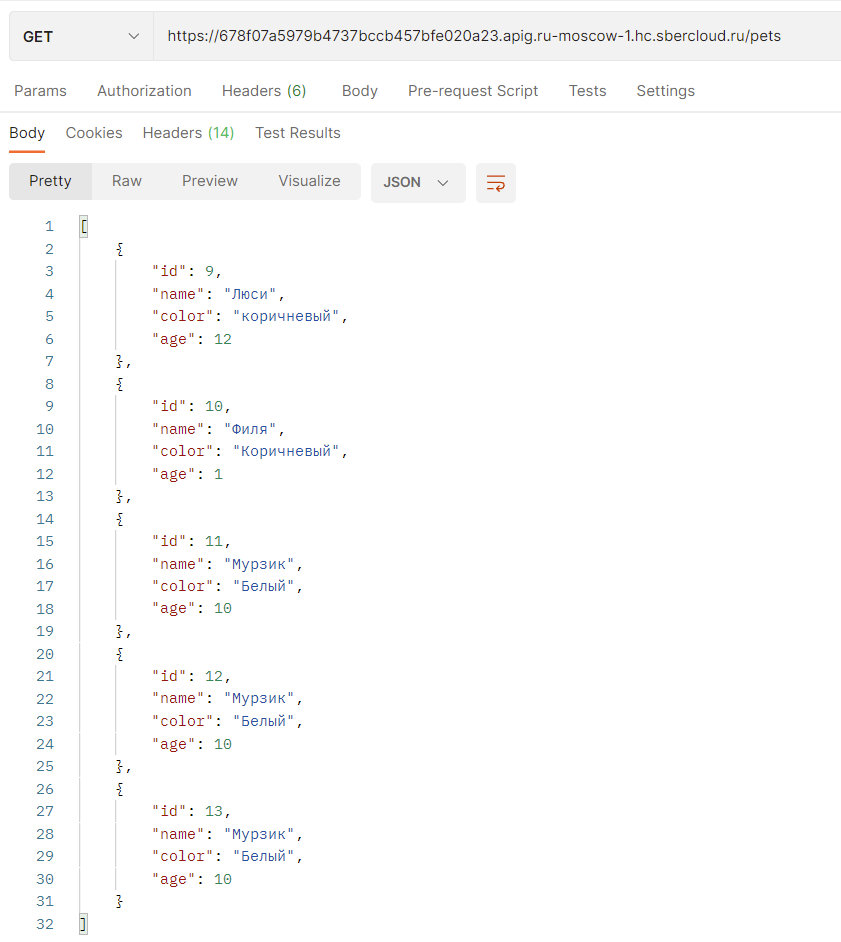 GET https://678f07a5979b4737bccb457bfe020a23.apig.ru-moscow-1.hc.sbercloud.ru/pets
Params Authorization Headers (6) Body Pre-request Script Tests Settings
Body Cookies Headers (14) Test Results
Pretty Raw Preview Visualize JSON
1 [
2 {
3 "id": 9,
4 "name": "Люси",
5 "color": "коричневый",
6 "age": 12
7 },
8 {
9 "id": 10,
10 "name": "Филя",
11 "color": "Коричневый",
12 "age": 1
13 },
14 {
15 "id": 11,
16 "name": "Мурзик",
17 "color": "Белый",
18 "age": 10
19 },
20 {
21 "id": 12,
22 "name": "Мурзик",
23 "color": "Белый",
24 "age": 10
25 },
26 {
27 "id": 13,
28 "name": "Мурзик",
29 "color": "Белый",
30 "age": 10
31 }
32 ]